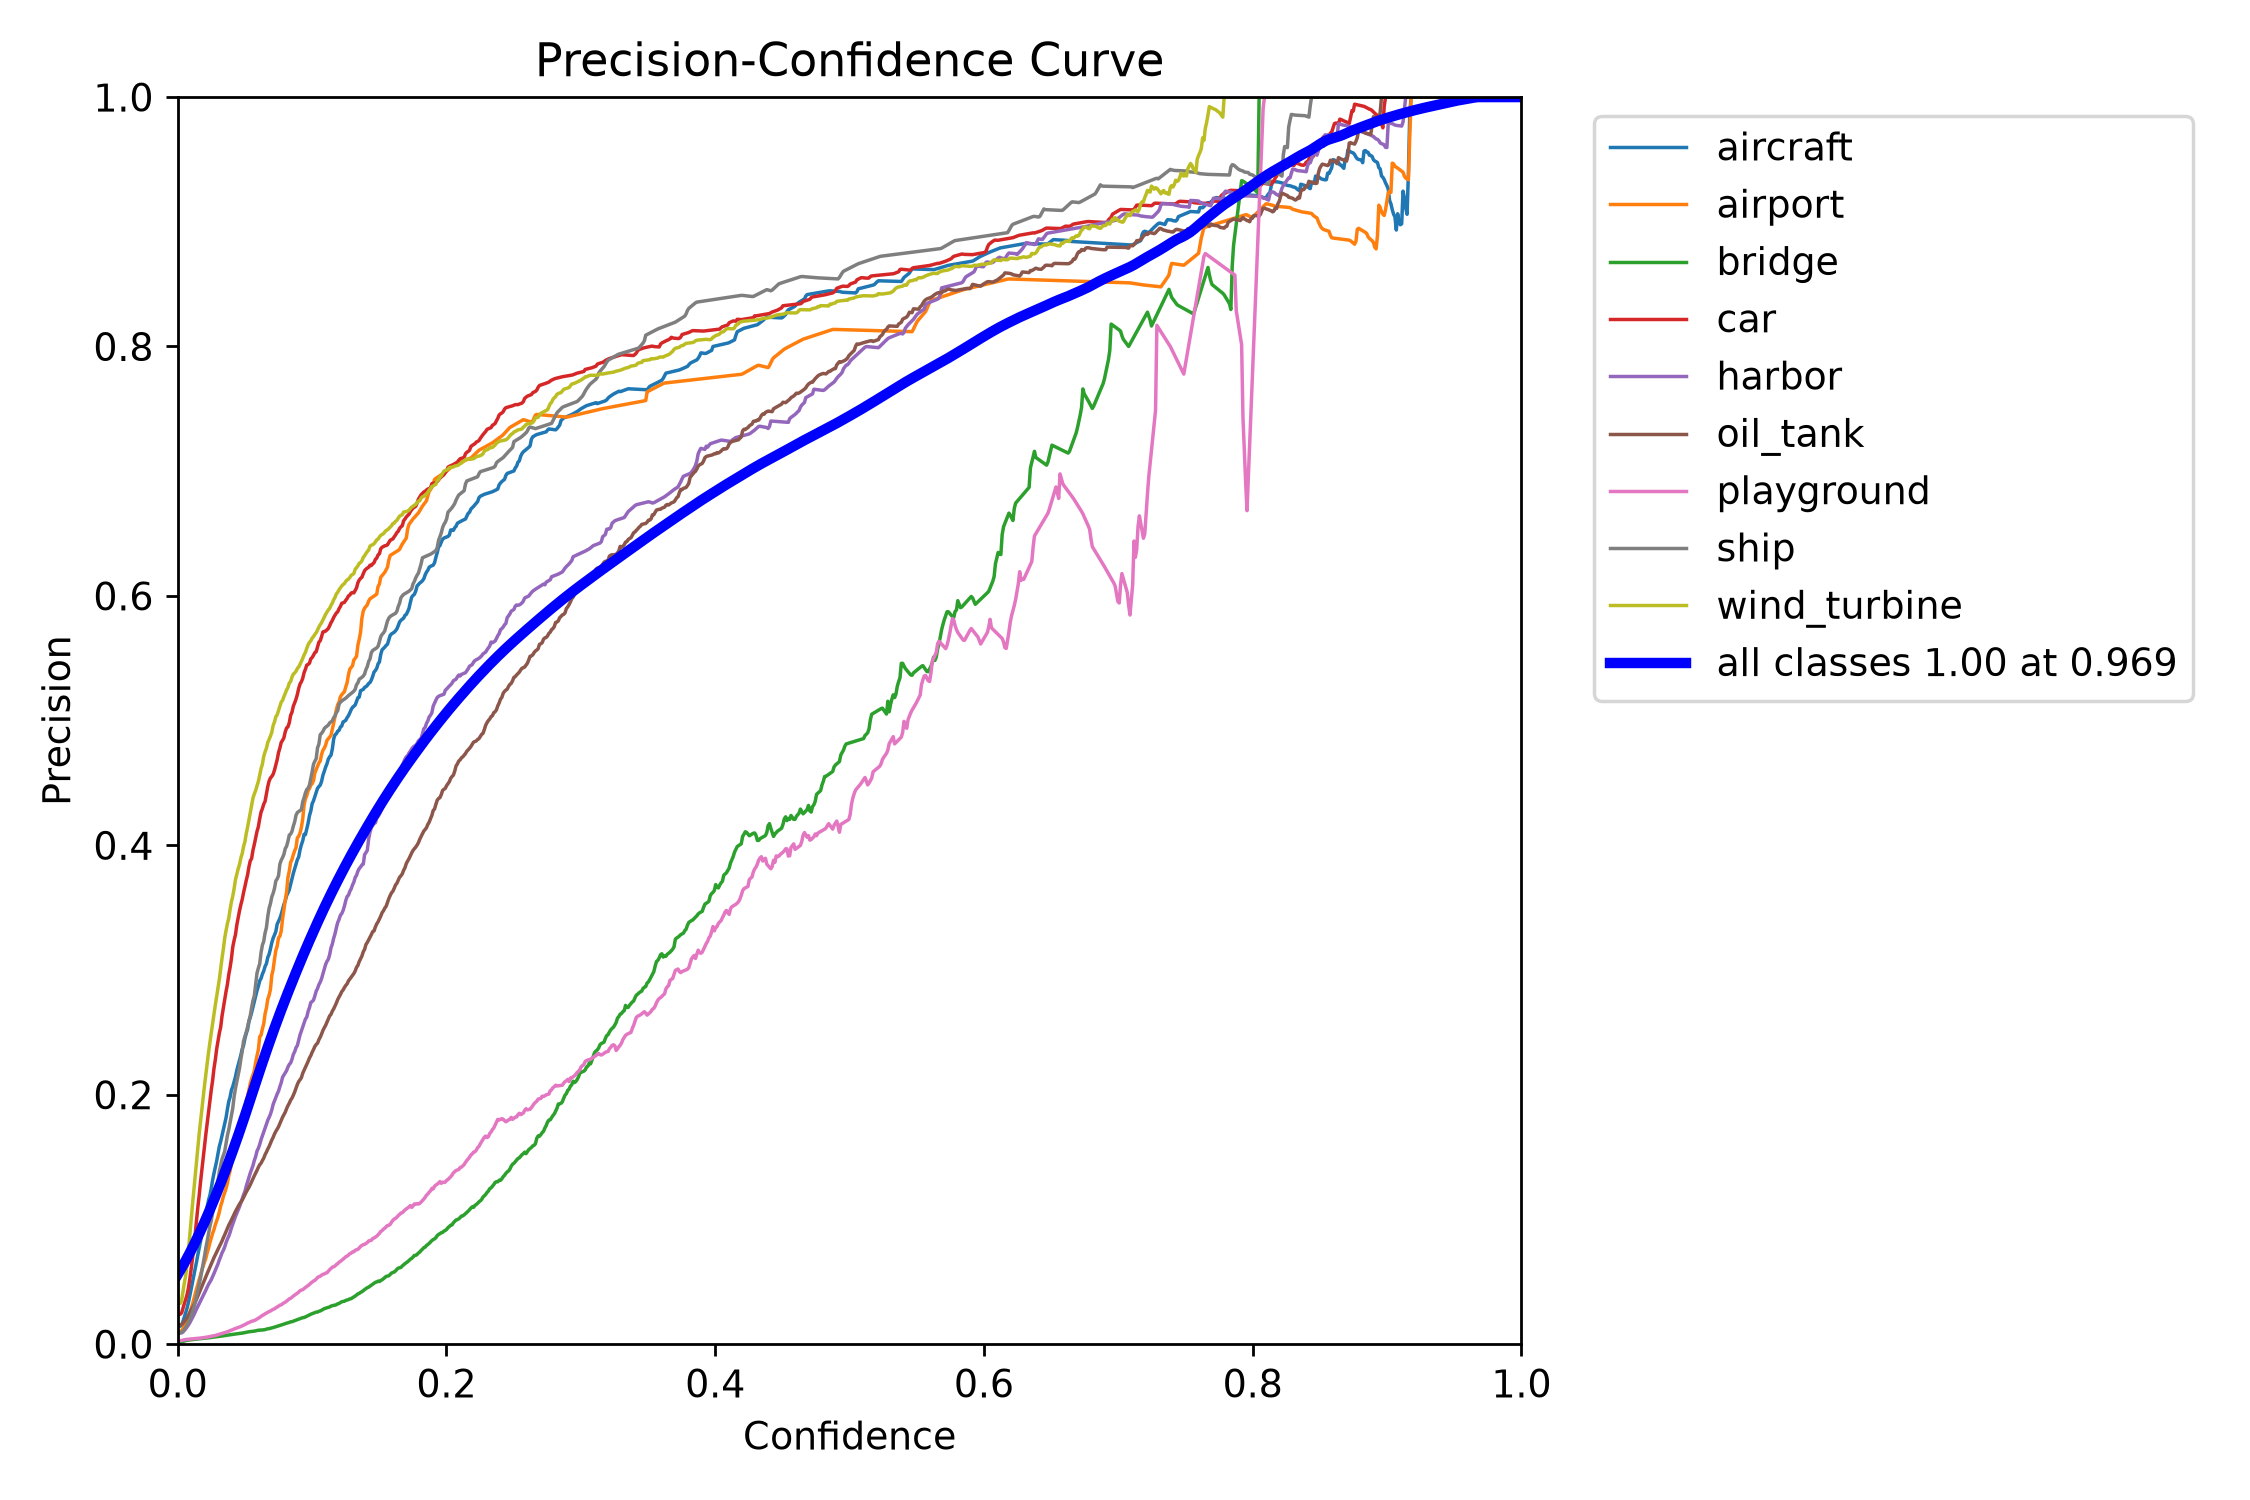 Precision-Confidence Curve
1.0
0.8
0.6
0.4
0.2
0.0
Precision
0.0 0.2 0.4 0.6 0.8 1.0
Confidence
aircraft
airport
bridge
car
harbor
oil_tank
playground
ship
wind_turbine
all classes 1.00 at 0.969